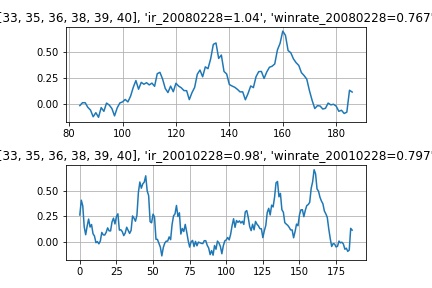 [33, 35, 36, 38, 39, 40], 'ir_20080228=1.04', 'winrate_20080228=0.767'
0.50
0.25
0.00
80 100 120 140 160 180
[33, 35, 36, 38, 39, 40], 'ir_20010228=0.98', 'winrate_20010228=0.797'
0.50
0.25
0.00
0 25 50 75 100 125 150 175